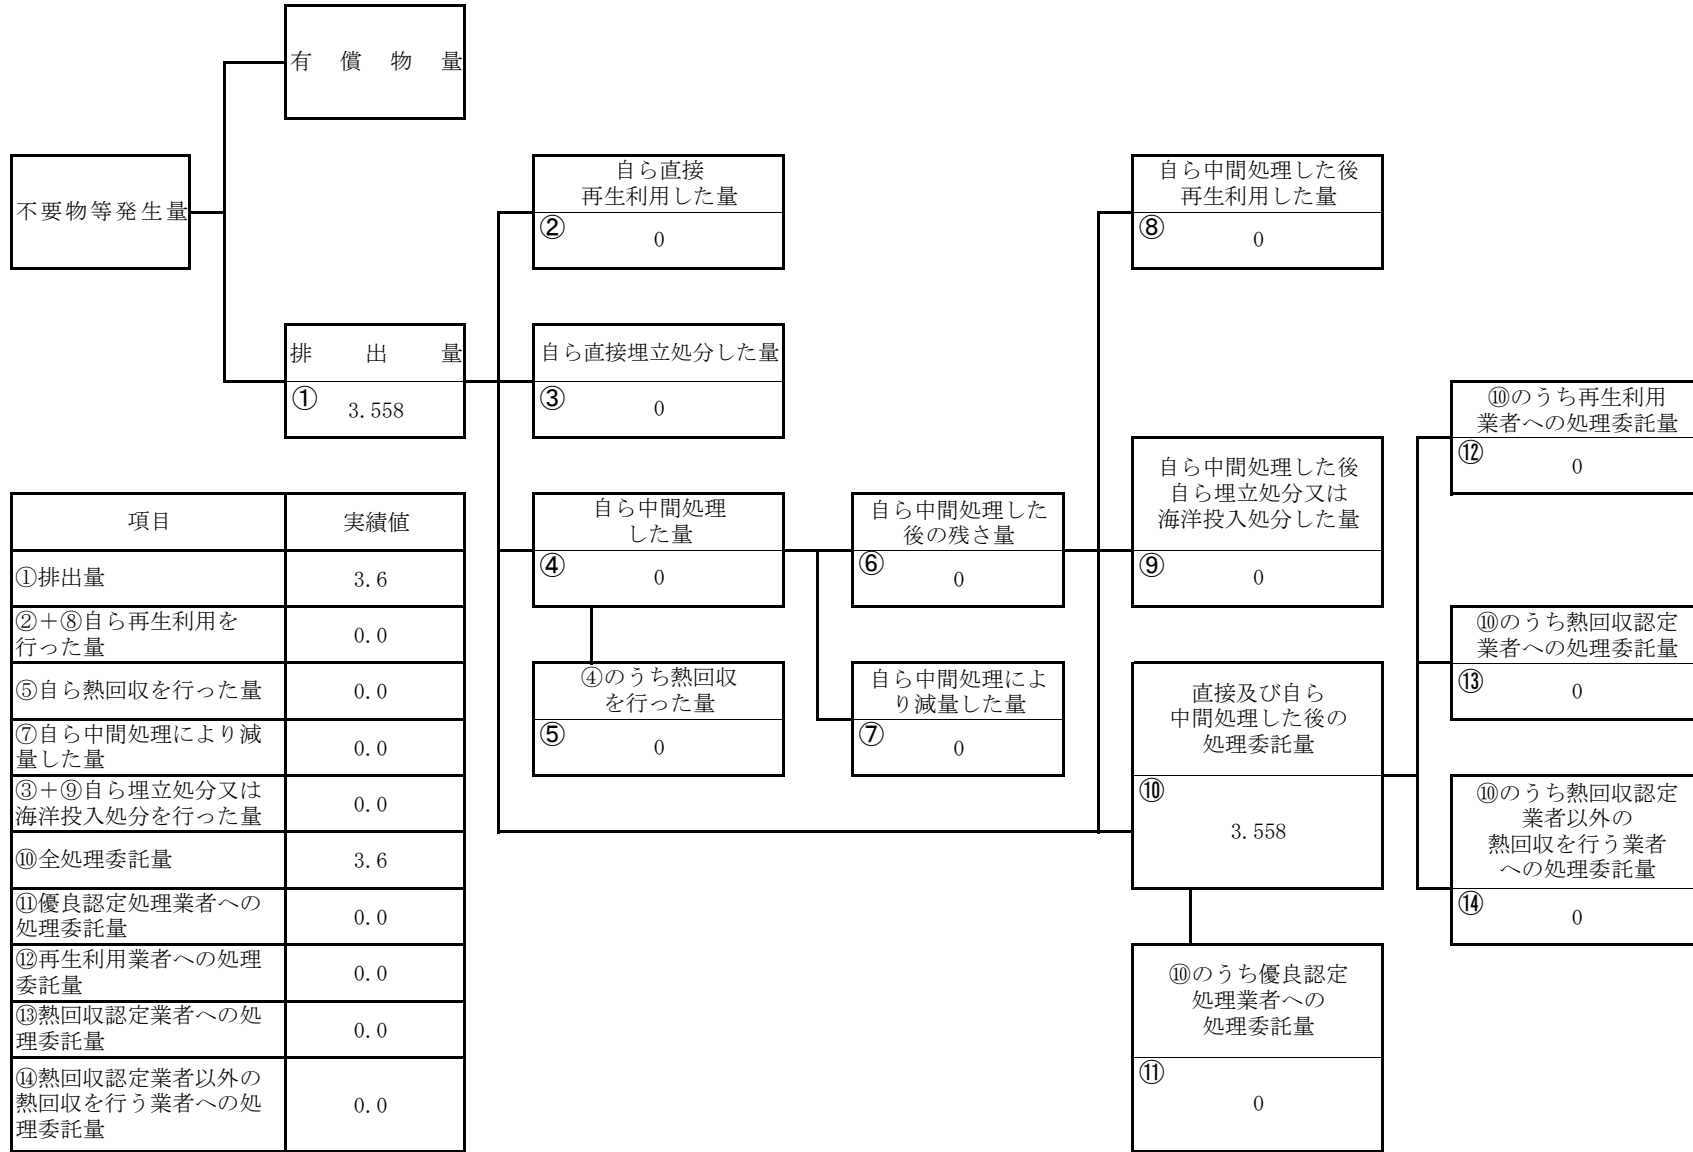 有償物量
不要物等発生量
排出量
①
3.558
自ら直接
再生利用した量
②
0
自ら直接埋立処分した量
③
0
自ら中間処理
した量
④
0
④のうち熱回収
を行った量
⑤
0
自ら中間処理した
後の残さ量
⑥
0
自ら中間処理によ
り減量した量
⑦
0
自ら中間処理した後
再生利用した量
⑧
0
自ら中間処理した後
自ら埋立処分又は
海洋投入処分した量
⑨
0
直接及び自ら
中間処理した後の
処理委託量
⑩
3.558
⑩のうち優良認定
処理業者への
処理委託量
⑪
0
⑩のうち再生利用
業者への処理委託量
⑫
0
⑩のうち熱回収認定
業者への処理委託量
⑬
0
⑩のうち熱回収認定
業者以外の
熱回収を行う業者
への処理委託量
⑭
0
項目 実績値
①排出量 3.6
②＋⑧自ら再生利用を
行った量 0.0
⑤自ら熱回収を行った量 0.0
⑦自ら中間処理により減
量した量 0.0
③＋⑨自ら埋立処分又は
海洋投入処分を行った量 0.0
⑩全処理委託量 3.6
⑪優良認定処理業者への
処理委託量 0.0
⑫再生利用業者への処理
委託量 0.0
⑬熱回収認定業者への処
理委託量 0.0
⑭熱回収認定業者以外の
熱回収を行う業者への処
理委託量 0.0